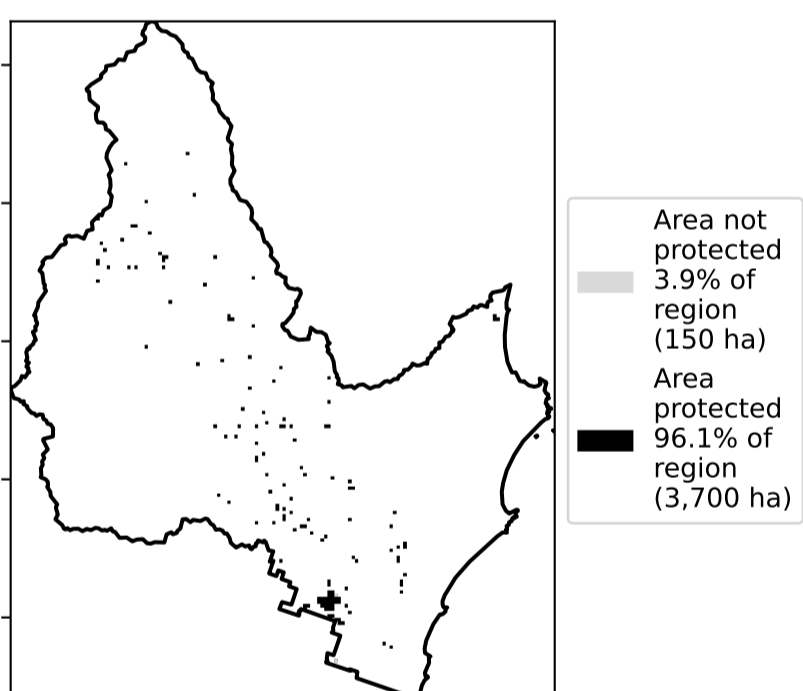 Area not
protected
3.9% of
region
(150 ha)
Area
protected
96.1% of
region
(3,700 ha)